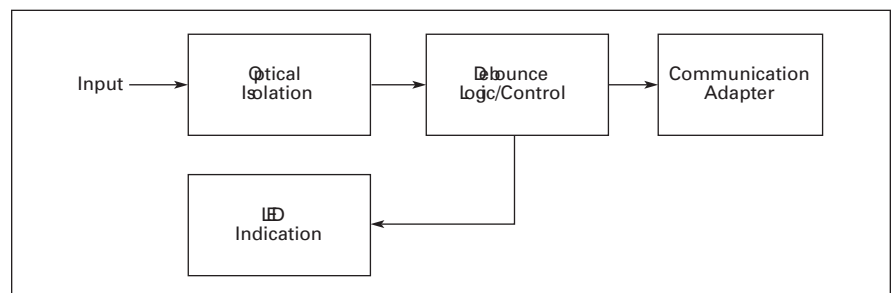 Input
Optical
Isolation
Debounce
Logic/Control
Communication
Adapter
LED
Indication